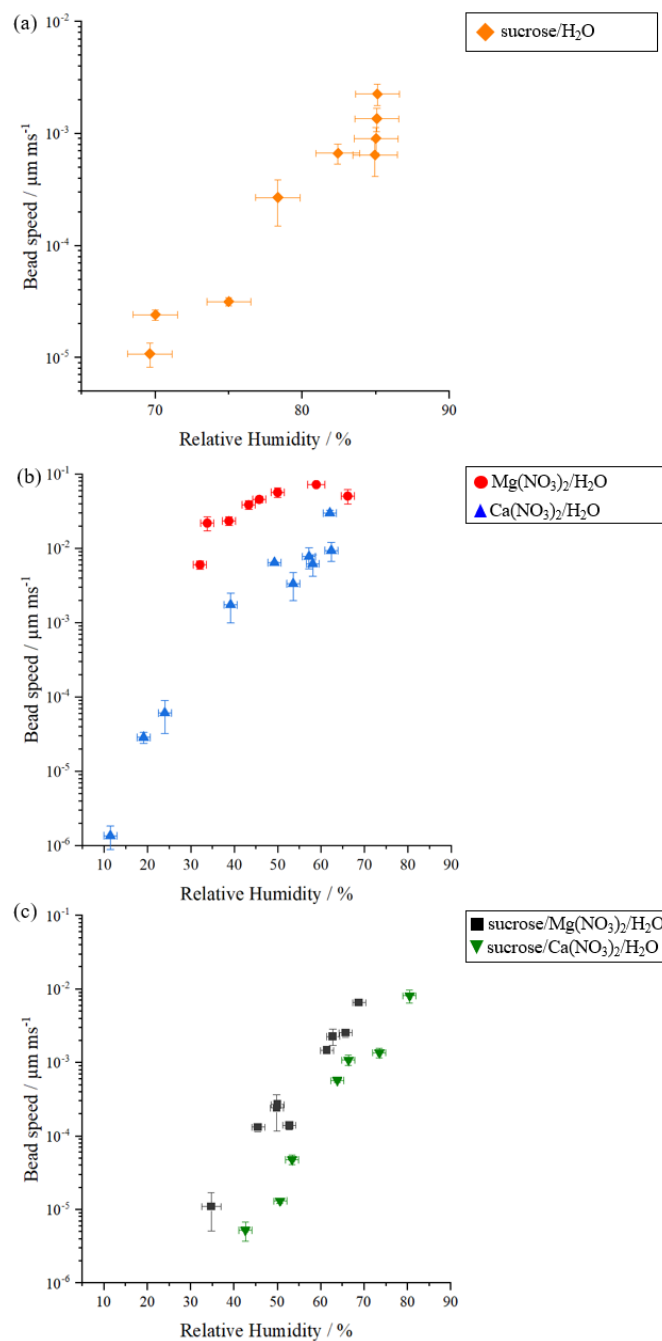 (a)
sucrose/H₂O
10⁻²
10⁻³
10⁻⁴
10⁻⁵
Bead speed / μm ms⁻¹
70 80 90
Relative Humidity / %
(b)
Mg(NO₃)₂/H₂O
Ca(NO₃)₂/H₂O
10⁻¹
10⁻²
10⁻³
10⁻⁴
10⁻⁵
10⁻⁶
Bead speed / μm ms⁻¹
10 20 30 40 50 60 70 80 90
Relative Humidity / %
(c)
sucrose/Mg(NO₃)₂/H₂O
sucrose/Ca(NO₃)₂/H₂O
10⁻¹
10⁻²
10⁻³
10⁻⁴
10⁻⁵
10⁻⁶
Bead speed / μm ms⁻¹
10 20 30 40 50 60 70 80 90
Relative Humidity / %